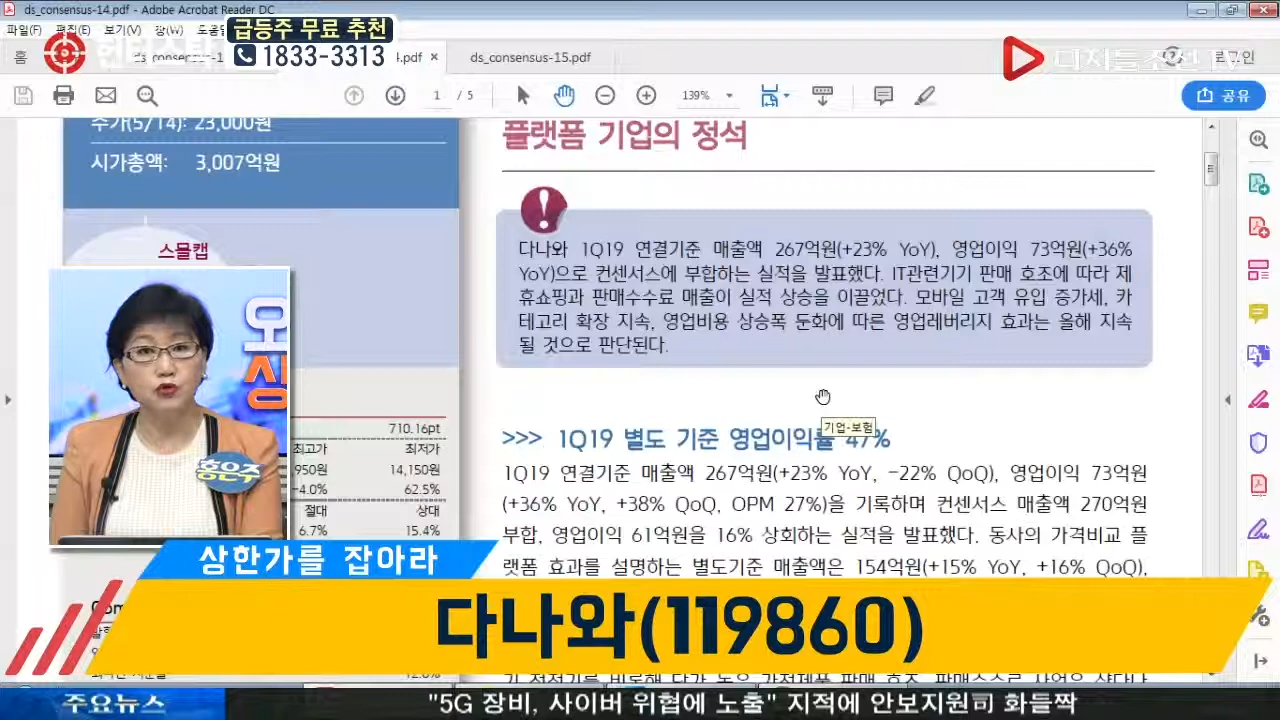 ds_consensus-14.pdf - Adobe Acrobat Reader DC
파일(F) 편집(E) 보기(V) 창(W) 도움말
급등주 무료 추천
헌터스탁
1833-3313
홈
.pdf ×
ds_consensus-15.pdf
디지틀조선TV
로그인
1 / 5
139%
공유
주가(5/14): 23,000원
시가총액: 3,007억원
스몰캡
플랫폼 기업의 정석
다나와 1Q19 연결기준 매출액 267억원(+23% YoY), 영업이익 73억원(+36%
YoY)으로 컨센서스에 부합하는 실적을 발표했다. IT관련기기 판매 호조에 따라 제
휴쇼핑과 판매수수료 매출이 실적 상승을 이끌었다. 모바일 고객 유입 증가세, 카
테고리 확장 지속, 영업비용 상승폭 둔화에 따른 영업레버리지 효과는 올해 지속
될 것으로 판단된다.
기업-보험
>>> 1Q19 별도 기준 영업이익률 47%
1Q19 연결기준 매출액 267억원(+23% YoY, -22% QoQ), 영업이익 73억원
(+36% YoY, +38% QoQ, OPM 27%)을 기록하며 컨센서스 매출액 270억원
부합, 영업이익 61억원을 16% 상회하는 실적을 발표했다. 동사의 가격비교 플
랫폼 효과를 설명하는 별도기준 매출액은 154억원(+15% YoY, +16% QoQ),
710.16pt
최고가 최저가
950원 14,150원
-4.0% 62.5%
절대 상대
6.7% 15.4%
홍은주
상한가를 잡아라
다나와(119860)
주요뉴스
"5G 장비, 사이버 위협에 노출" 지적에 안보지원司 화들짝